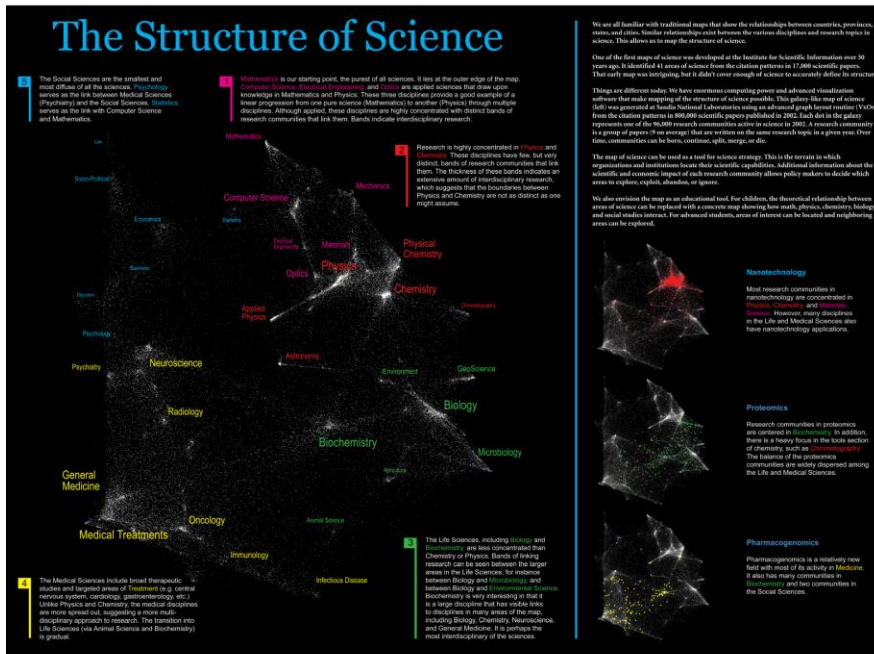 The Structure of Science
5
The Social Sciences are the smallest and
most diffuse of all the sciences. Psychology
serves as the link between Medical Sciences
(Psychiatry) and the Social Sciences. Statistics
serves as the link with Computer Science
and Mathematics.
1
Mathematics is our starting point, the purest of all sciences. It lies at the outer edge of the map.
Computer Science, Electrical Engineering, and Optics are applied sciences that draw upon
knowledge in Mathematics and Physics. These three disciplines provide a good example of a
linear progression from one pure science (Mathematics) to another (Physics) through multiple
disciplines. Although applied, these disciplines are highly concentrated with distinct bands of
research communities that link them. Bands indicate interdisciplinary research.
2
Research is highly concentrated in Physics and
Chemistry. These disciplines have few, but very
distinct, bands of research communities that link
them. The thickness of these bands indicates an
extensive amount of interdisciplinary research,
which suggests that the boundaries between
Physics and Chemistry are not as distinct as one
might assume.
Law
Mathematics
Socio-Political
Mechanics
Computer Science
Economics
Statistics
Electrical
Engineering
Materials
Physical
Chemistry
Business
Physics
Optics
Chemistry
Education
Applied
Physics
Chromatography
Psychology
Astronomy
Psychiatry
Neuroscience
Environment
GeoScience
Radiology
Biology
Biochemistry
Microbiology
General
Medicine
Oncology
Animal Science
Medical Treatments
Immunology
Infectious Disease
3
The Life Sciences, including Biology and
Biochemistry, are less concentrated than
Chemistry or Physics. Bands of linking
research can be seen between the larger
areas in the Life Sciences; for instance
between Biology and Microbiology, and
between Biology and Environmental Science.
Biochemistry is very interesting in that it
is a large discipline that has visible links
to disciplines in many areas of the map,
including Biology, Chemistry, Neuroscience,
and General Medicine. It is perhaps the
most interdisciplinary of the sciences.
4
The Medical Sciences include broad therapeutic
studies and targeted areas of Treatment (e.g. central
nervous system, cardiology, gastroenterology, etc.)
Unlike Physics and Chemistry, the medical disciplines
are more spread out, suggesting a more multi-
disciplinary approach to research. The transition into
Life Sciences (via Animal Science and Biochemistry)
is gradual.
We are all familiar with traditional maps that show the relationships between countries, provinces,
states, and cities. Similar relationships exist between the various disciplines and research topics in
science. This allows us to map the structure of science.
One of the first maps of science was developed at the Institute for Scientific Information over 30
years ago. It identified 41 areas of science from the citation patterns in 17,000 scientific papers.
That early map was intriguing, but it didn't cover enough of science to accurately define its structure
Things are different today. We have enormous computing power and advanced visualization
software that make mapping of the structure of science possible. This galaxy-like map of science
(left) was generated at Sandia National Laboratories using an advanced graph layout routine (VxOrd
from the citation patterns in 800,000 scientific papers published in 2002. Each dot in the galaxy
represents one of the 96,000 research communities active in science in 2002. A research community
is a group of papers (9 on average) that are written on the same research topic in a given year. Over
time, communities can be born, continue, split, merge, or die.
The map of science can be used as a tool for science strategy. This is the terrain in which
organizations and institutions locate their scientific capabilities. Additional information about the
scientific and economic impact of each research community allows policy makers to decide which
areas to explore, exploit, abandon, or ignore.
We also envision the map as an educational tool. For children, the theoretical relationship between
areas of science can be replaced with a concrete map showing how math, physics, chemistry, biology
and social studies interact. For advanced students, areas of interest can be located and neighboring
areas can be explored.
Nanotechnology
Most research communities in
nanotechnology are concentrated in
Physics, Chemistry, and Materials
Science. However, many disciplines
in the Life and Medical Sciences also
have nanotechnology applications.
Proteomics
Research communities in proteomics
are centered in Biochemistry. In addition,
there is a heavy focus in the tools section
of chemistry, such as Chromatography.
The balance of the proteomics
communities are widely dispersed among
the Life and Medical Sciences.
Pharmacogenomics
Pharmacogenomics is a relatively new
field with most of its activity in Medicine.
It also has many communities in
Biochemistry and two communities in
the Social Sciences.